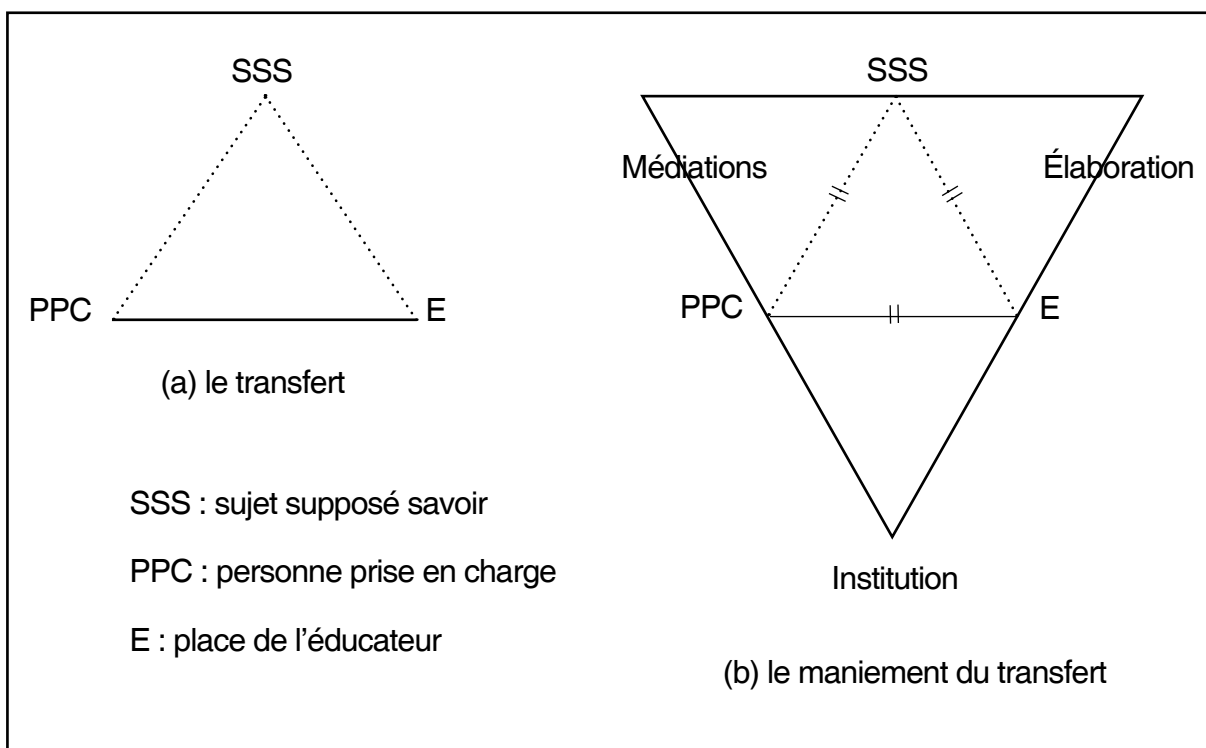 SSS
PPC
E
(a) le transfert
SSS : sujet supposé savoir
PPC : personne prise en charge
E : place de l’éducateur
SSS
Médiations
Élaboration
PPC
E
Institution
(b) le maniement du transfert